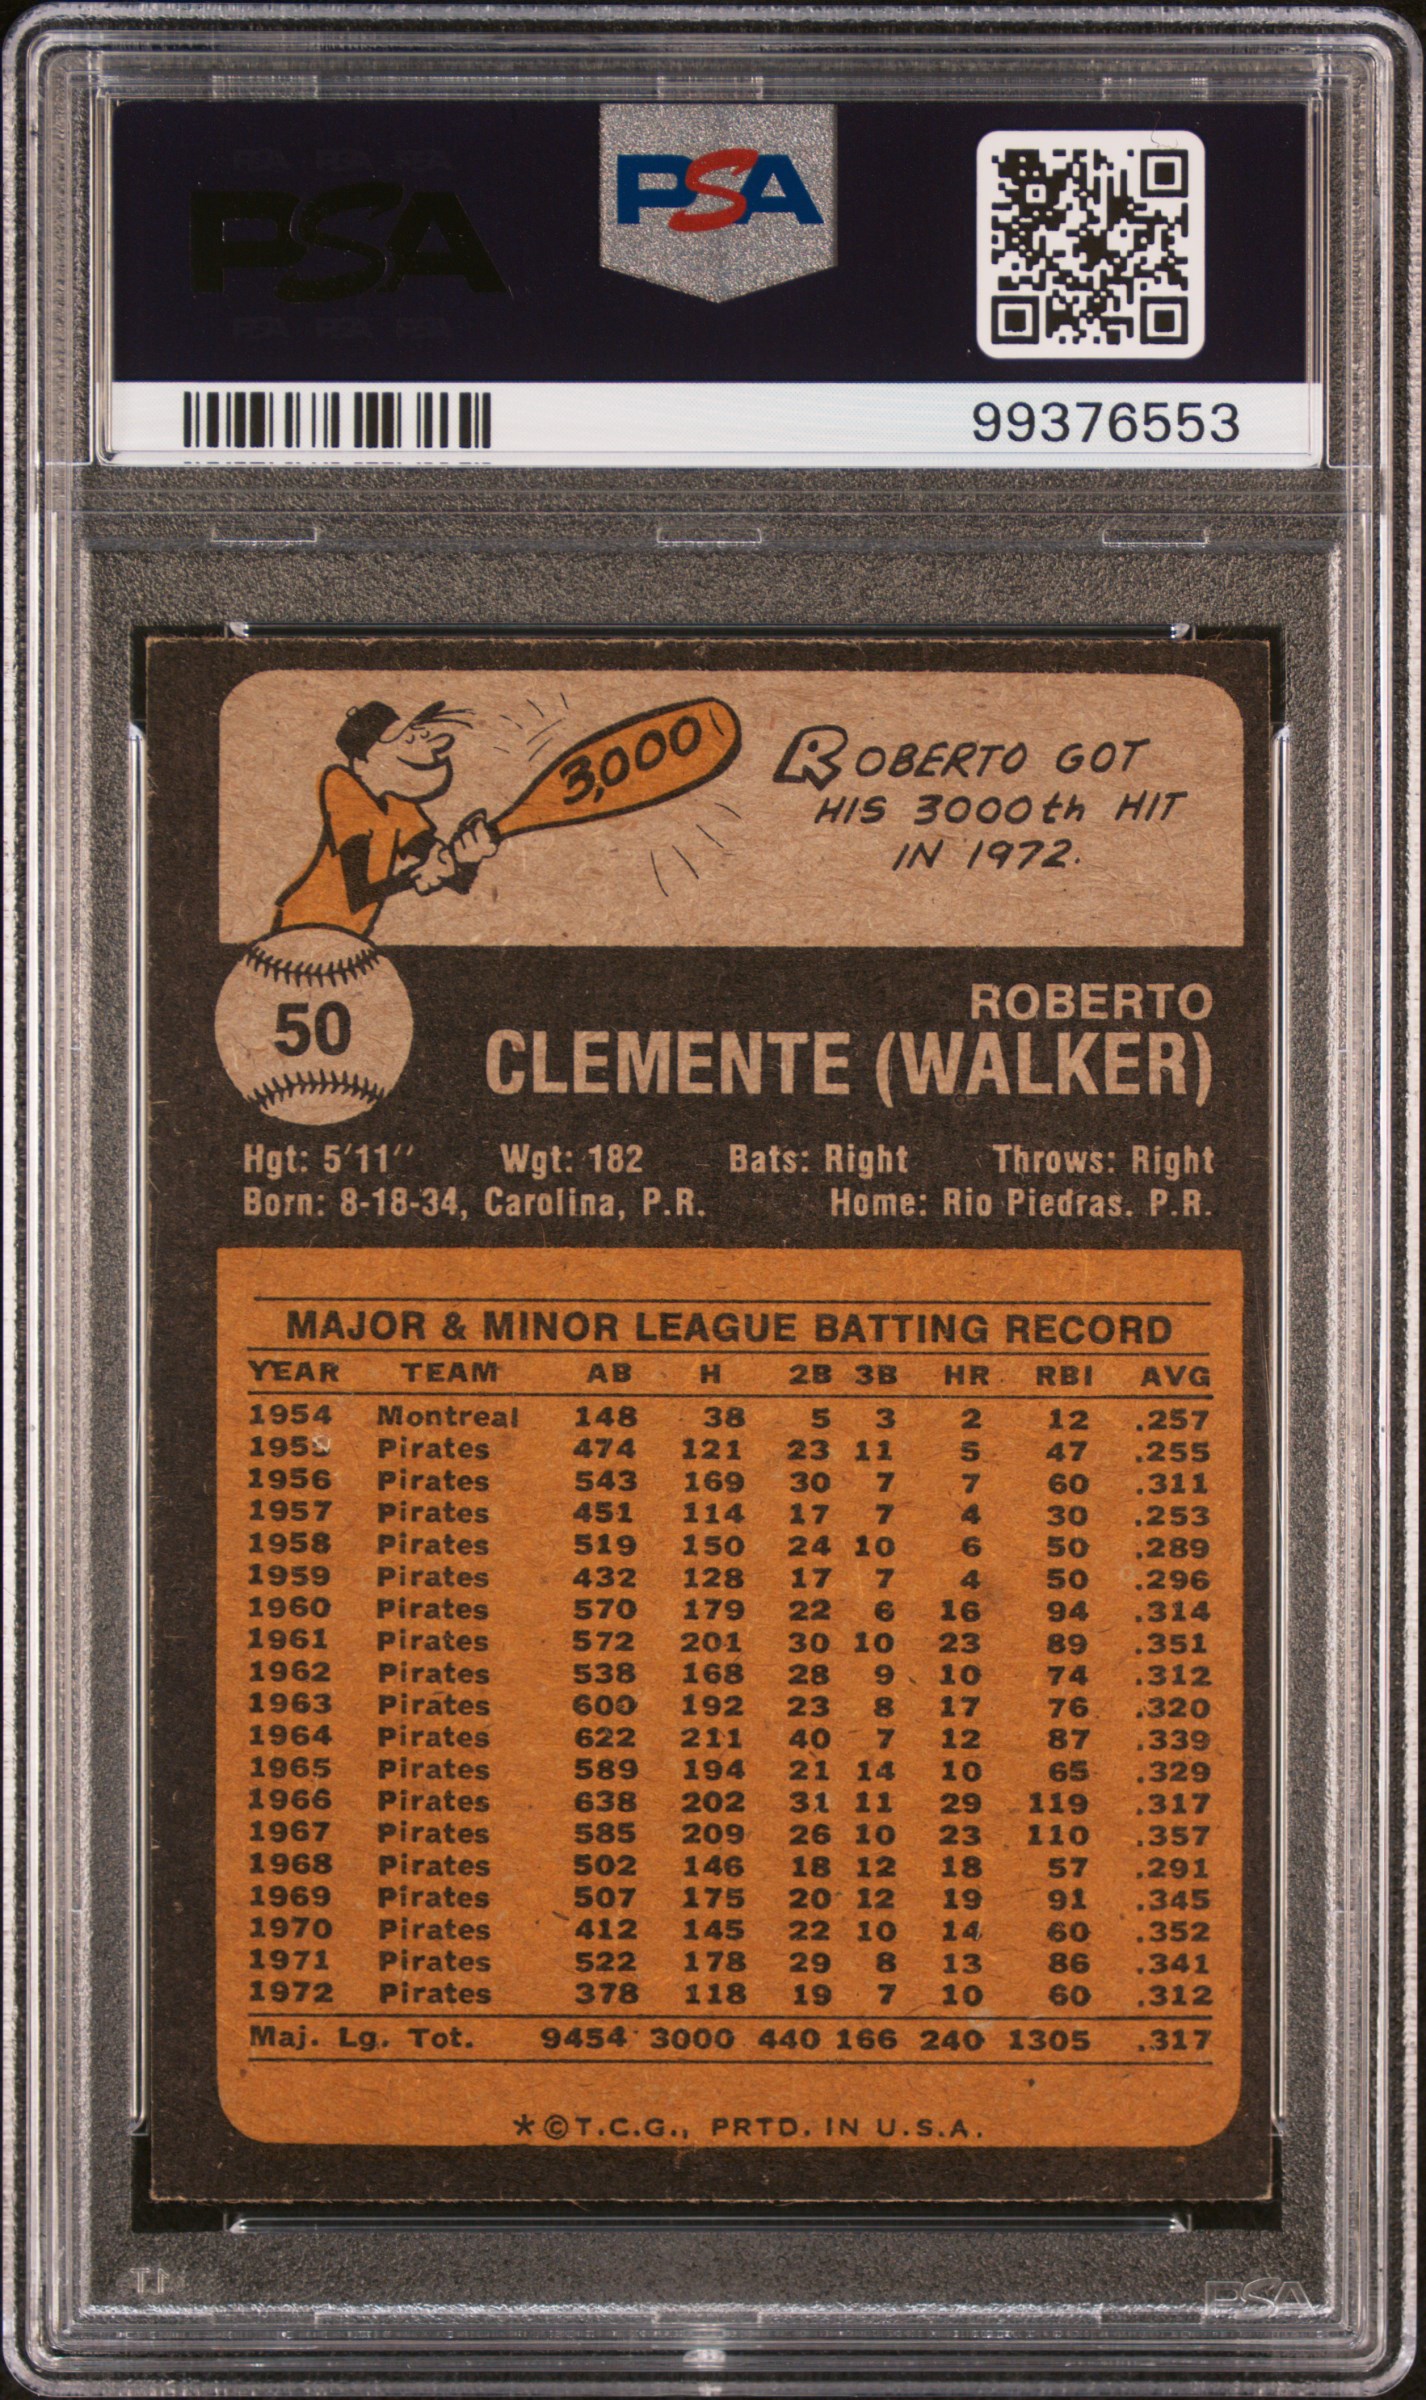 PSA PSA PSA
PSA
PSA PSA PSA
PSA
99376553
3,000
ROBERTO GOT
HIS 3000th HIT
IN 1972.
50
ROBERTO
CLEMENTE (WALKER)
Hgt: 5'11" Wgt: 182 Bats: Right Throws: Right
Born: 8-18-34, Carolina, P.R. Home: Rio Piedras. P.R.
MAJOR & MINOR LEAGUE BATTING RECORD
YEAR TEAM AB H 2B 3B HR RBI AVG
1954 Montreal 148 38 5 3 2 12 .257
1955 Pirates 474 121 23 11 5 47 .255
1956 Pirates 543 169 30 7 7 60 .311
1957 Pirates 451 114 17 7 4 30 .253
1958 Pirates 519 150 24 10 6 50 .289
1959 Pirates 432 128 17 7 4 50 .296
1960 Pirates 570 179 22 6 16 94 .314
1961 Pirates 572 201 30 10 23 89 .351
1962 Pirates 538 168 28 9 10 74 .312
1963 Pirates 600 192 23 8 17 76 .320
1964 Pirates 622 211 40 7 12 87 .339
1965 Pirates 589 194 21 14 10 65 .329
1966 Pirates 638 202 31 11 29 119 .317
1967 Pirates 585 209 26 10 23 110 .357
1968 Pirates 502 146 18 12 18 57 .291
1969 Pirates 507 175 20 12 19 91 .345
1970 Pirates 412 145 22 10 14 60 .352
1971 Pirates 522 178 29 8 13 86 .341
1972 Pirates 378 118 19 7 10 60 .312
Maj. Lg. Tot. 9454 3000 440 166 240 1305 .317
*©T.C.G., PRTD. IN U.S.A.
PSA